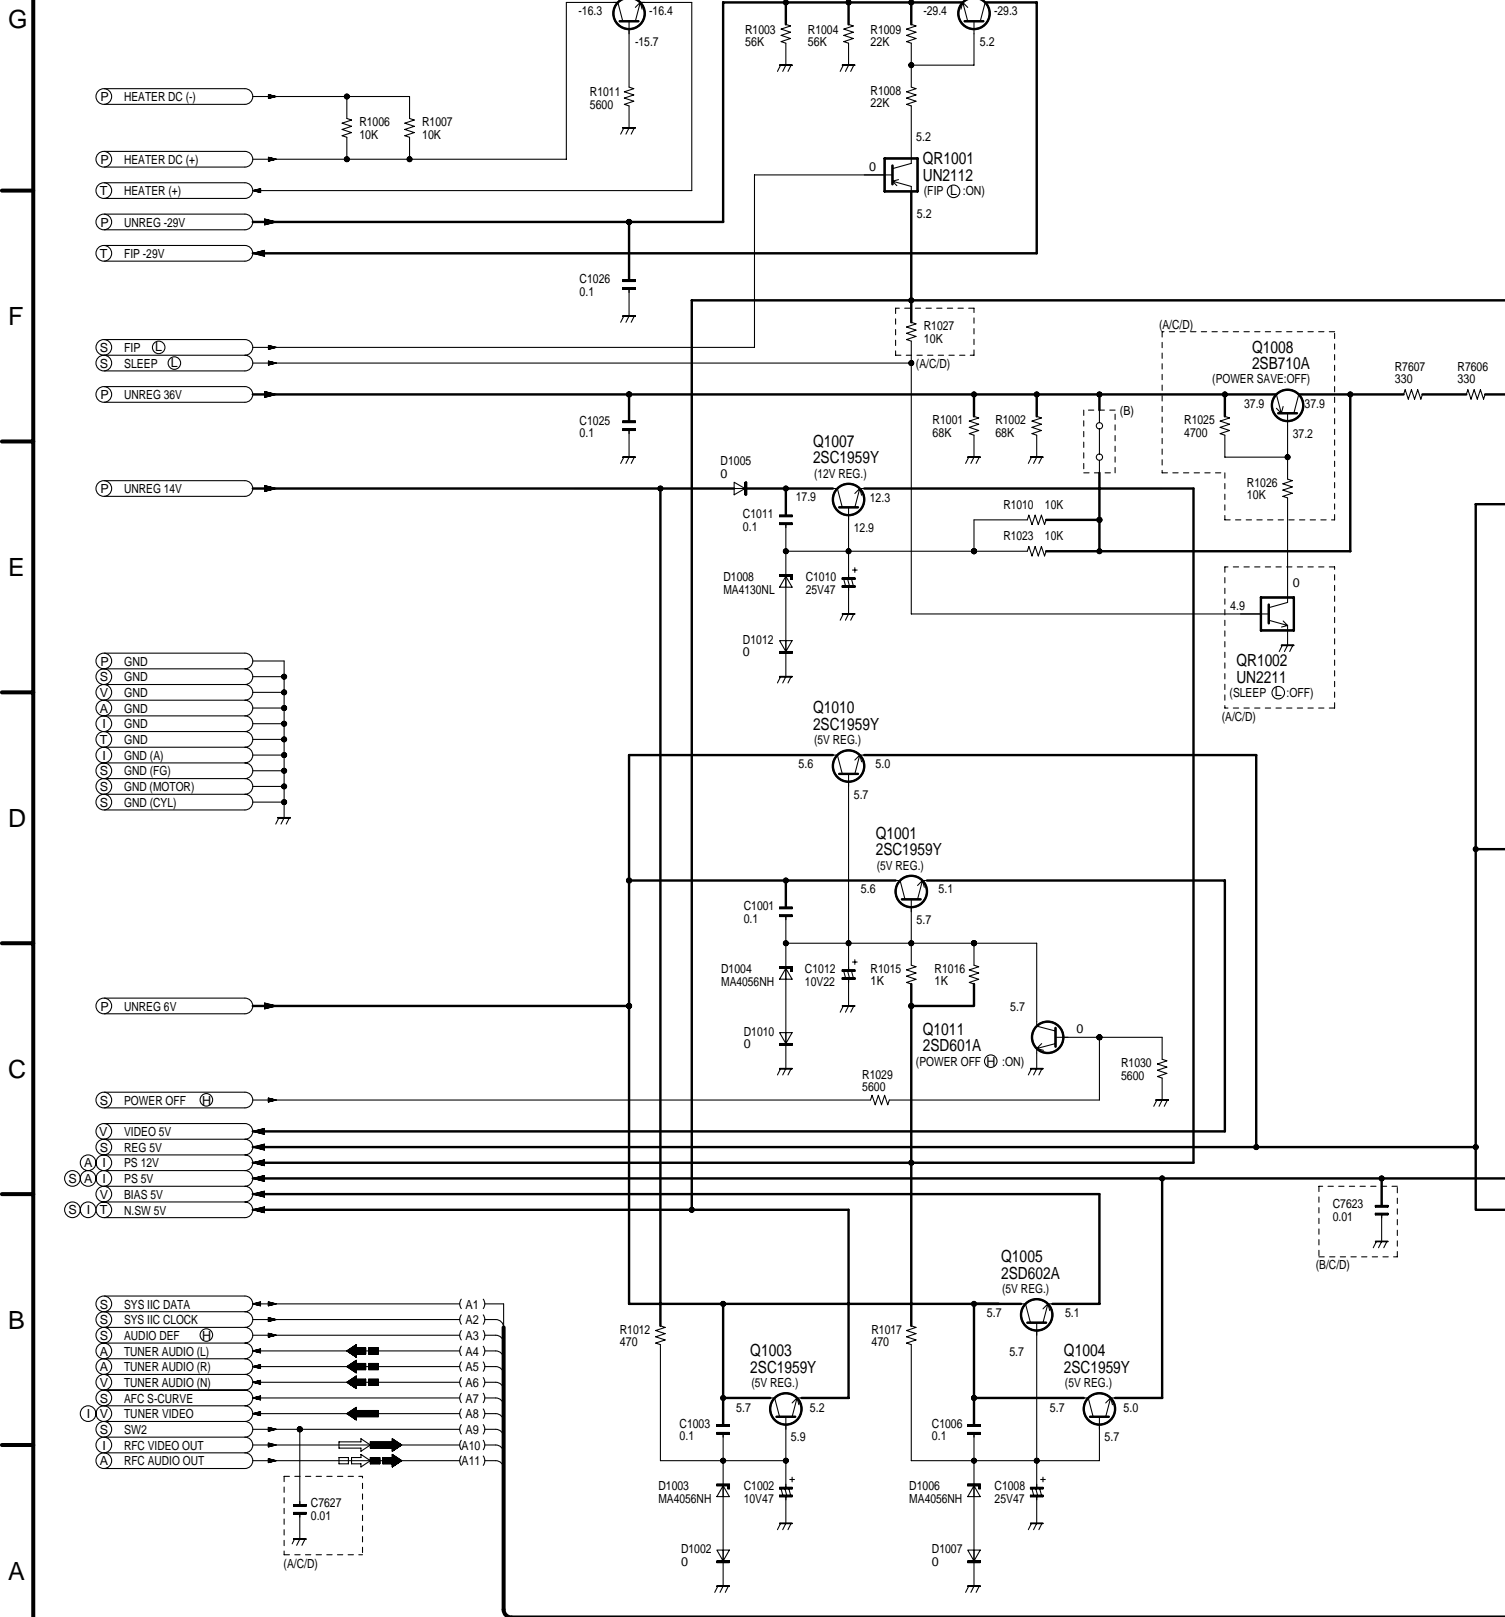 G
-16.3
-16.4
-15.7
R1011
5600
R1003
56K
R1004
56K
R1009
22K
-29.4
-29.3
5.2
R1008
22K
P HEATER DC (-)
R1006
10K
R1007
10K
5.2
P HEATER DC (+)
0
QR1001
UN2112
(FIP Ⓛ :ON)
T HEATER (+)
5.2
P UNREG -29V
T FIP -29V
C1026
0.1
F
R1027
10K
(A/C/D)
S FIP Ⓛ
S SLEEP Ⓛ
(A/C/D)
Q1008
2SB710A
(POWER SAVE:OFF)
R7607
330
R7606
330
P UNREG 36V
37.9
37.9
C1025
0.1
R1001
68K
R1002
68K
(B)
R1025
4700
37.2
Q1007
2SC1959Y
(12V REG.)
D1005
0
P UNREG 14V
17.9
12.3
R1026
10K
C1011
0.1
12.9
R1010 10K
R1023 10K
E
D1008
MA4130NL
C1010
25V47
+
0
4.9
D1012
0
QR1002
UN2211
(SLEEP Ⓛ:OFF)
(A/C/D)
P GND
S GND
V GND
A GND
I GND
T GND
I GND (A)
S GND (FG)
S GND (MOTOR)
S GND (CYL)
Q1010
2SC1959Y
(5V REG.)
5.6
5.0
5.7
D
Q1001
2SC1959Y
(5V REG.)
5.6
5.1
5.7
C1001
0.1
D1004
MA4056NH
C1012
10V22
+
R1015
1K
R1016
1K
P UNREG 6V
5.7
D1010
0
Q1011
2SD601A
(POWER OFF Ⓗ :ON)
0
R1030
5600
C
R1029
5600
S POWER OFF Ⓗ
V VIDEO 5V
S REG 5V
A I PS 12V
S A I PS 5V
V BIAS 5V
S I T N.SW 5V
C7623
0.01
(B/C/D)
Q1005
2SD602A
(5V REG.)
5.7
5.1
5.7
B
S SYS IIC DATA (A1)
S SYS IIC CLOCK (A2)
S AUDIO DEF Ⓗ (A3)
A TUNER AUDIO (L) (A4)
A TUNER AUDIO (R) (A5)
V TUNER AUDIO (N) (A6)
S AFC S-CURVE (A7)
I V TUNER VIDEO (A8)
S SW2 (A9)
I RFC VIDEO OUT (A10)
A RFC AUDIO OUT (A11)
R1012
470
Q1003
2SC1959Y
(5V REG.)
5.7
5.2
5.9
R1017
470
Q1004
2SC1959Y
(5V REG.)
5.7
5.0
5.7
C1003
0.1
C1006
0.1
D1003
MA4056NH
C1002
10V47
+
D1006
MA4056NH
C1008
25V47
+
C7627
0.01
(A/C/D)
D1002
0
D1007
0
A